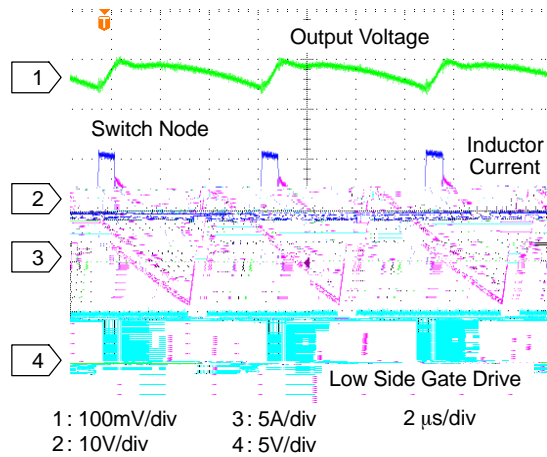 T
Output Voltage
1
Switch Node
Inductor
Current
2
3
4
Low Side Gate Drive
1: 100mV/div
3: 5A/div
2 μs/div
2: 10V/div
4: 5V/div